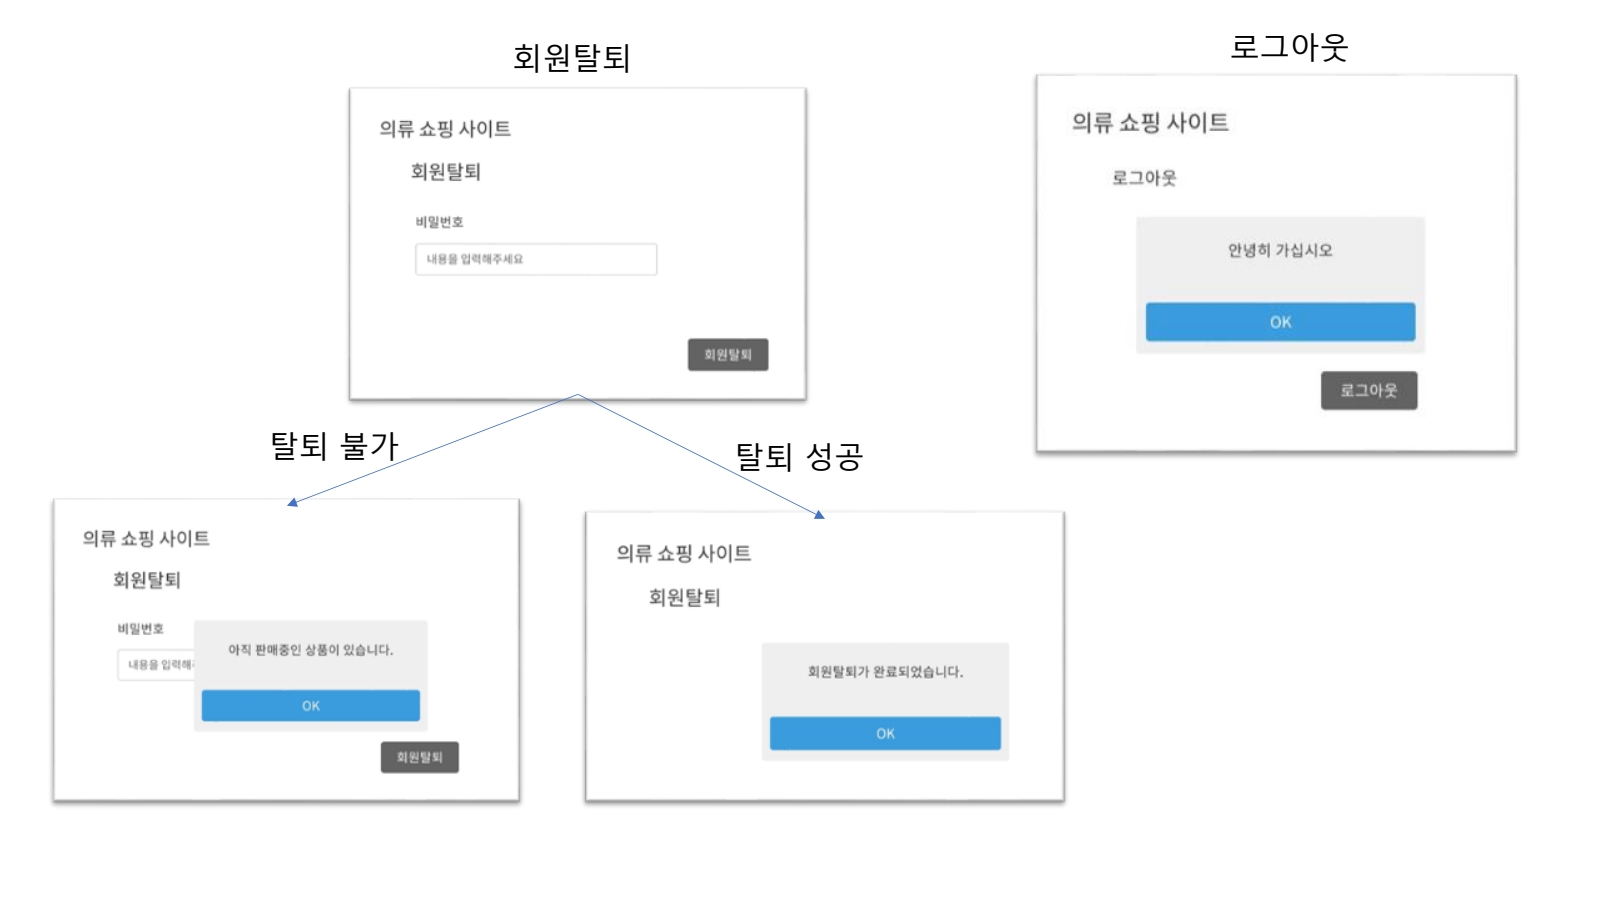 회원탈퇴
의류 쇼핑 사이트
회원탈퇴
비밀번호
내용을 입력해주세요
회원탈퇴
로그아웃
의류 쇼핑 사이트
로그아웃
안녕히 가십시오
OK
로그아웃
탈퇴 불가
탈퇴 성공
의류 쇼핑 사이트
회원탈퇴
비밀번호
내용을 입력해
아직 판매중인 상품이 있습니다.
OK
회원탈퇴
의류 쇼핑 사이트
회원탈퇴
회원탈퇴가 완료되었습니다.
OK